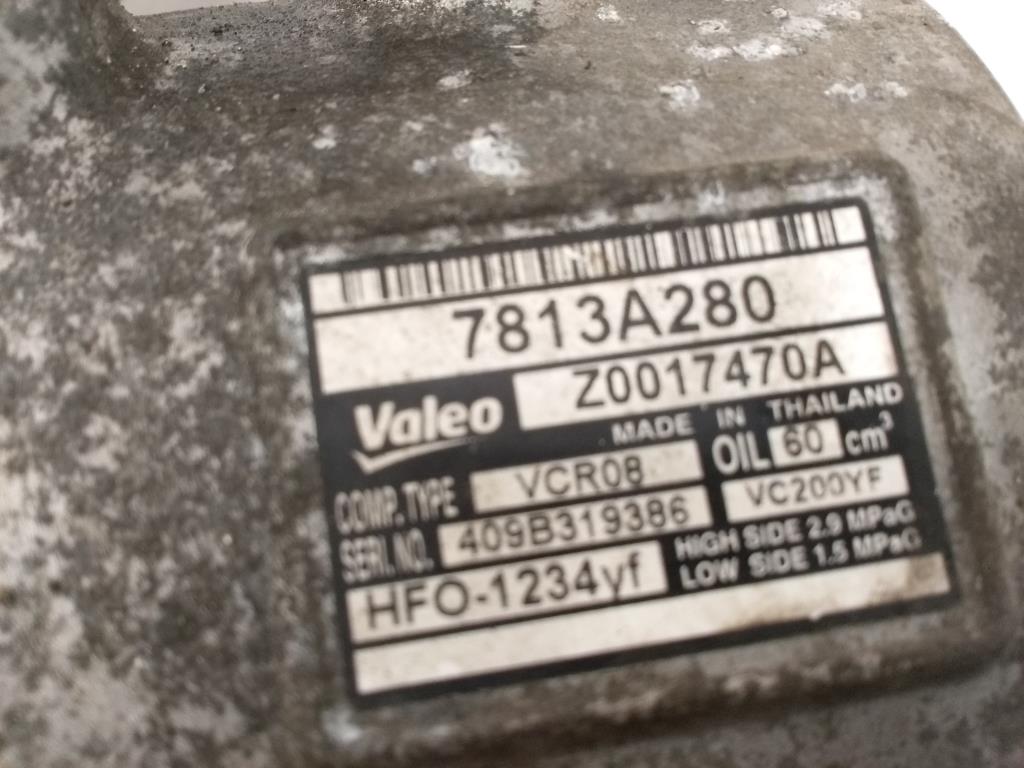 7813A280
Z0017470A
Valeo
MADE IN THAILAND
COMP.TYPE VCR08 OIL 60 cm³
SERI.NO. 409B319386 VC200YF
HFO-1234yf HIGH SIDE 2.9 MPaG
LOW SIDE 1.5 MPaG